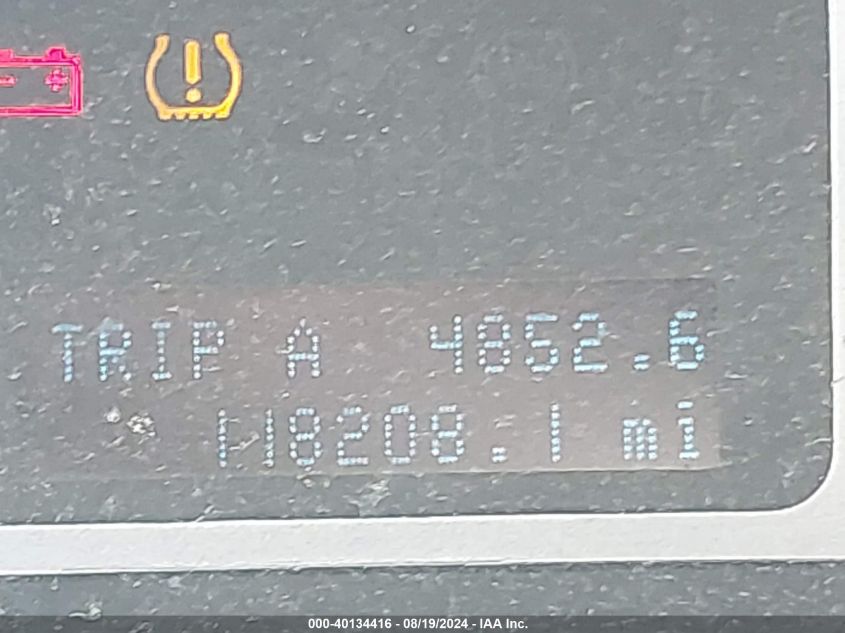 TRIP A 4852.6
118208.1 mi
000-40134416 - 08/19/2024 - IAA Inc.